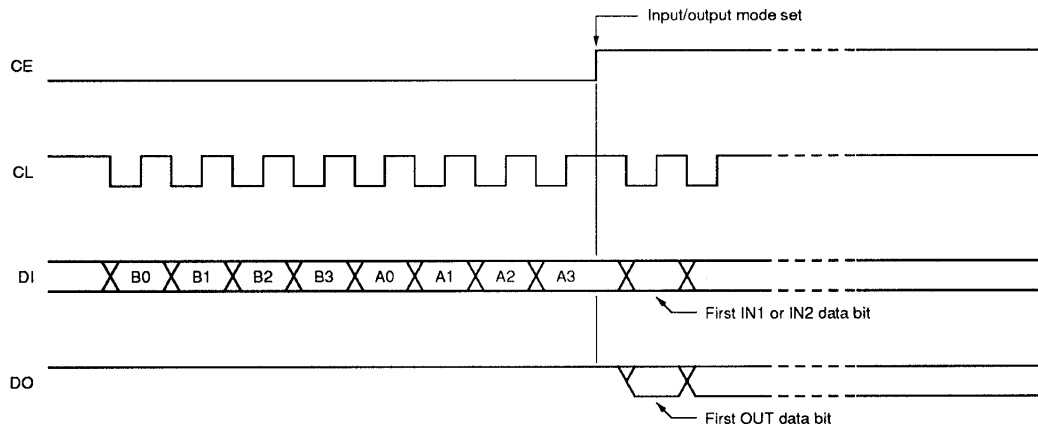 Input/output mode set
CE
CL
DI B0 B1 B2 B3 A0 A1 A2 A3
First IN1 or IN2 data bit
DO
First OUT data bit